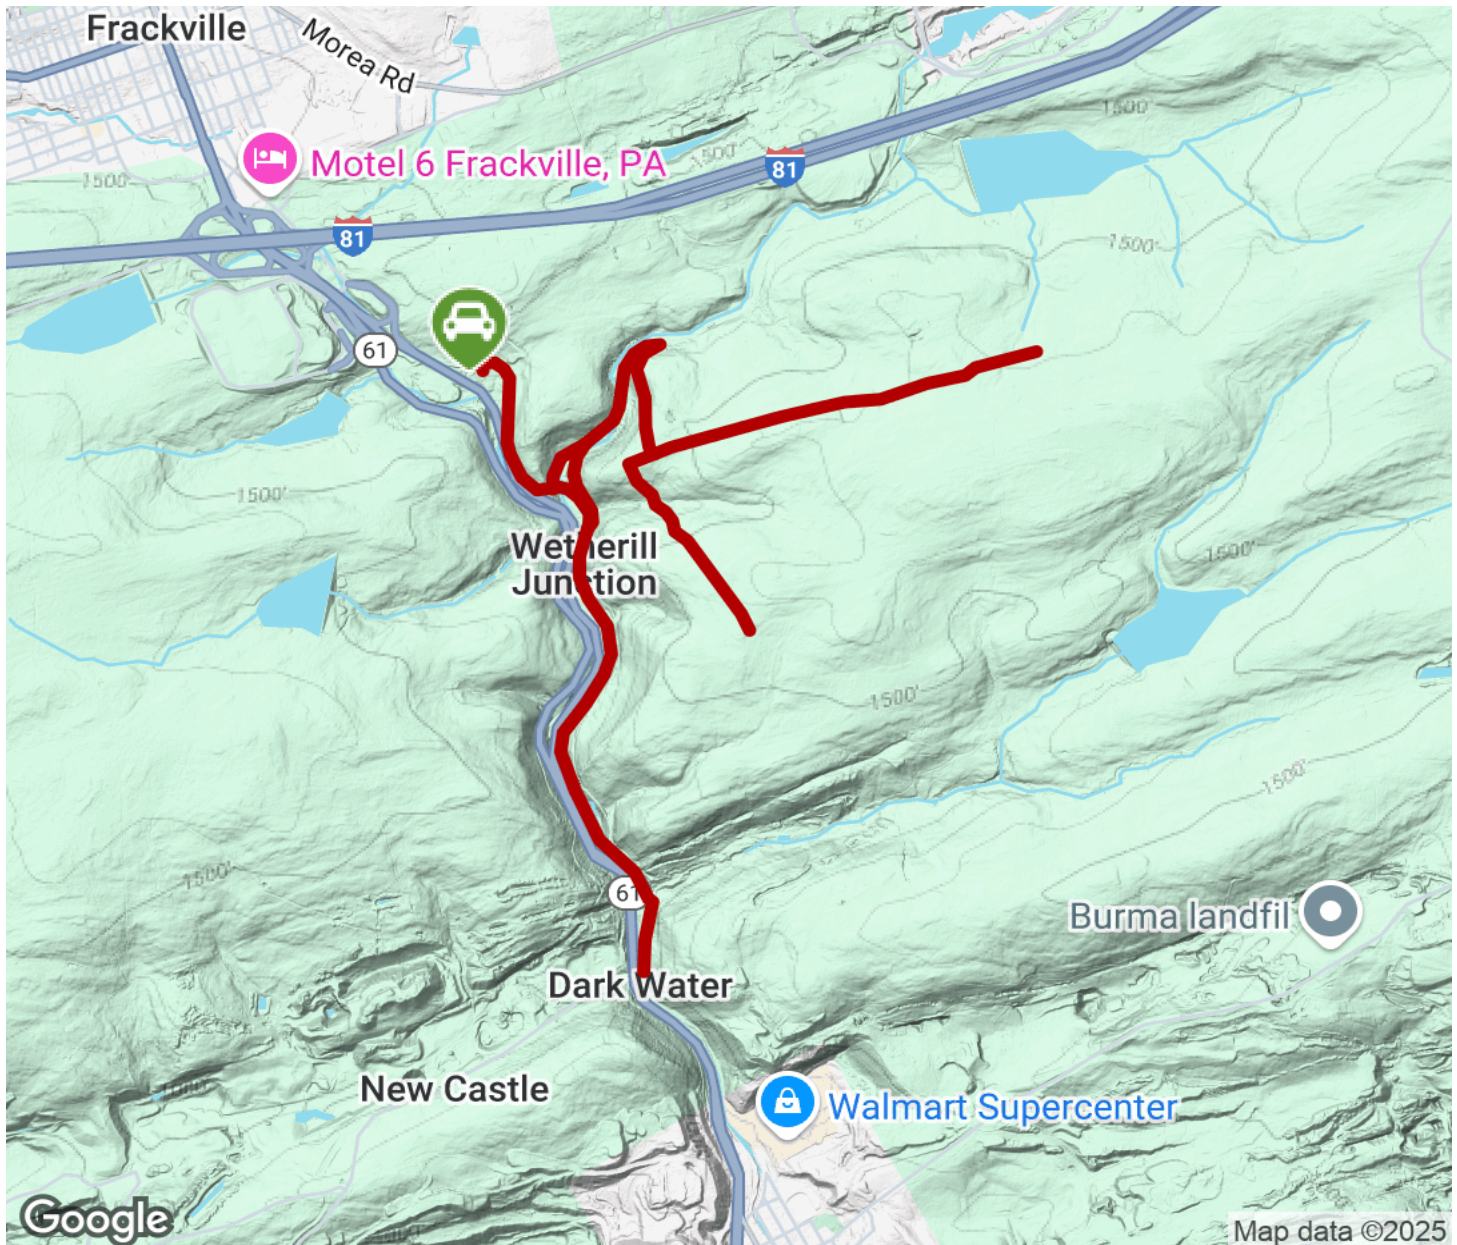 Frackville
Morea Rd
1500'
Motel 6 Frackville, PA
1500'
1500'
81
81
1500'
61
1500'
Wetherill
Junction
1500'
1500'
1500'
1500'
61
Burma landfil
Dark Water
New Castle
Walmart Supercenter
Google
Map data ©2025